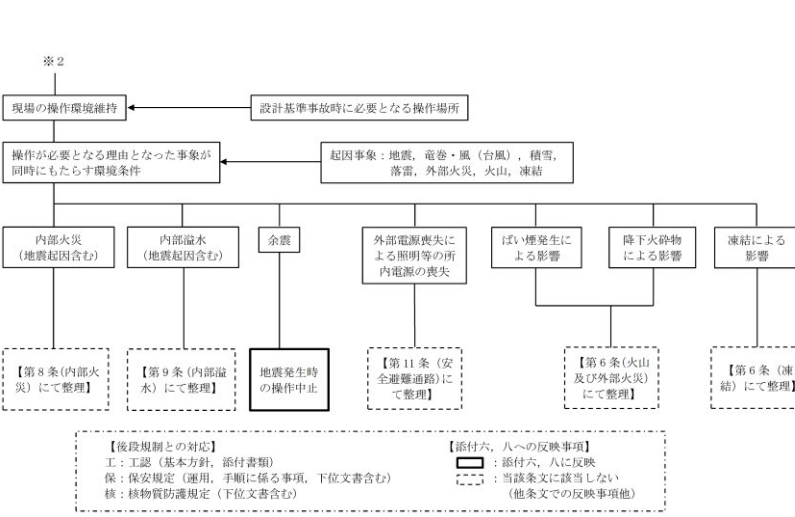 ※2
現場の操作環境維持
設計基準事故時に必要となる操作場所
操作が必要となる理由となった事象が
同時にもたらす環境条件
起因事象：地震，竜巻・風（台風），積雪，
落雷，外部火災，火山，凍結
内部火災
（地震起因含む）
内部溢水
（地震起因含む）
余震
外部電源喪失に
よる照明等の所
内電源の喪失
ばい煙発生に
よる影響
降下火砕物
による影響
凍結による
影響
【第8条(内部火
災）にて整理】
【第9条(内部溢
水）にて整理】
地震発生時
の操作中止
【第11条（安
全避難通路)に
て整理】
【第6条(火山
及び外部火災）
にて整理】
【第6条（凍
結）にて整理】
【後段規制との対応】
工：工認（基本方針，添付書類）
保：保安規定（運用，手順に係る事項，下位文書含む）
核：核物質防護規定（下位文書含む）
【添付六，八への反映事項】
：添付六，八に反映
：当該条文に該当しない
（他条文での反映事項他）